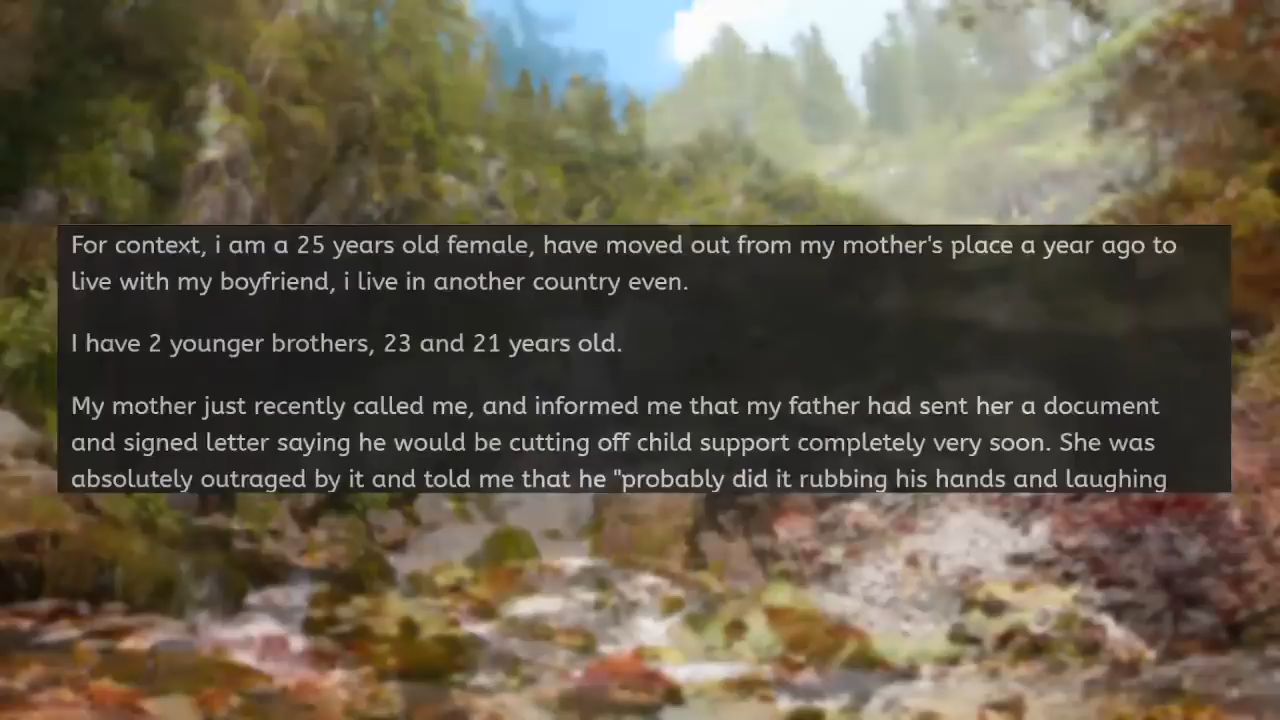 For context, i am a 25 years old female, have moved out from my mother's place a year ago to
live with my boyfriend, i live in another country even.
I have 2 younger brothers, 23 and 21 years old.
My mother just recently called me, and informed me that my father had sent her a document
and signed letter saying he would be cutting off child support completely very soon. She was
absolutely outraged by it and told me that he "probably did it rubbing his hands and laughing